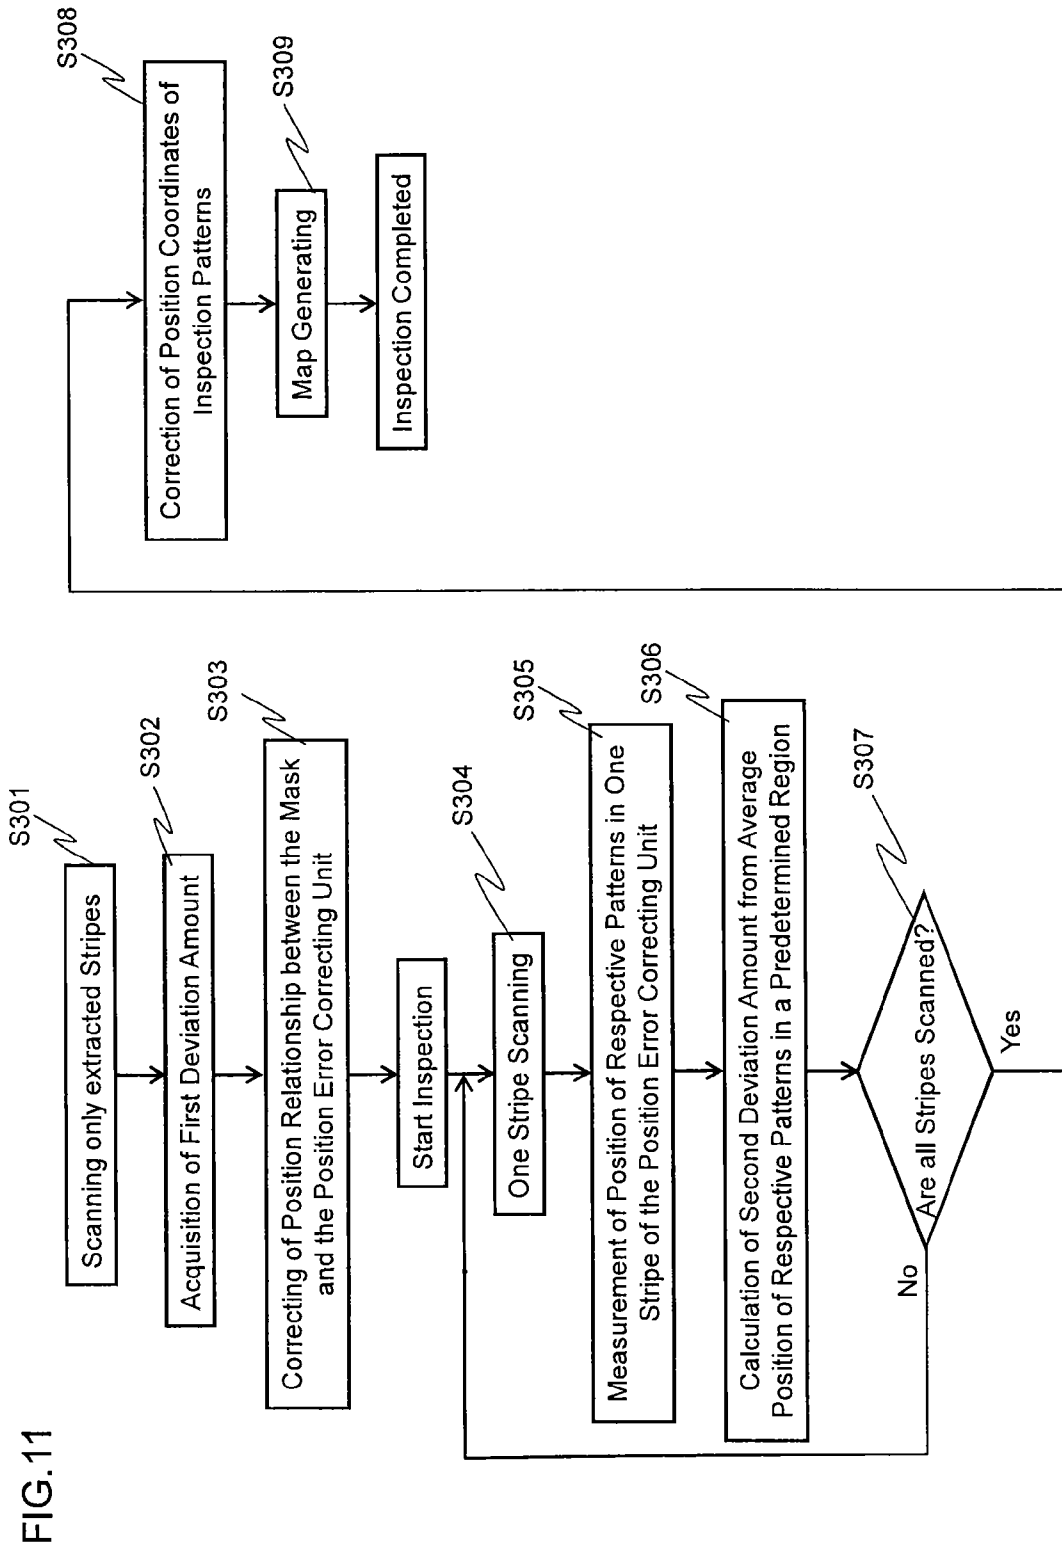 FIG.11
S301
Scanning only extracted Stripes
S302
Acquisition of First Deviation Amount
S303
Correcting of Position Relationship between the Mask
and the Position Error Correcting Unit
Start Inspection
S304
One Stripe Scanning
S305
Measurement of Position of Respective Patterns in One
Stripe of the Position Error Correcting Unit
S306
Calculation of Second Deviation Amount from Average
Position of Respective Patterns in a Predetermined Region
S307
Are all Stripes Scanned?
No
Yes
S308
Correction of Position Coordinates of
Inspection Patterns
S309
Map Generating
Inspection Completed